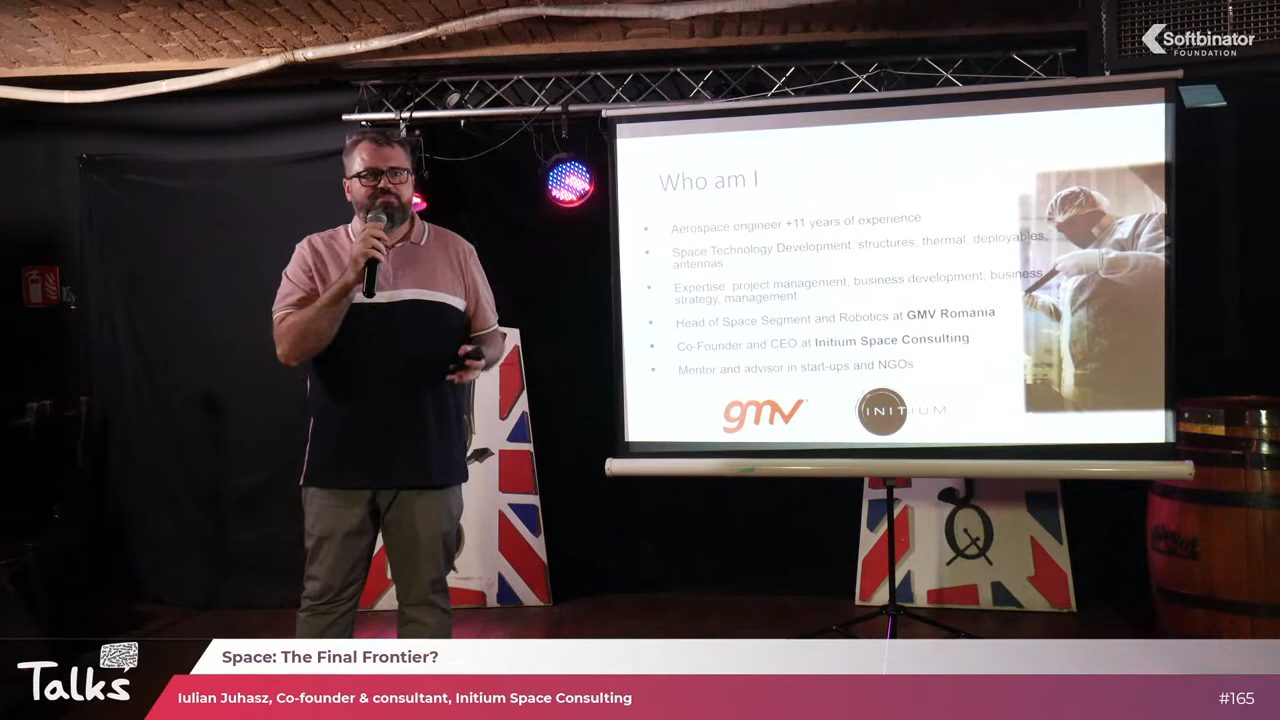 Softbinator
FOUNDATION
Who am I
Aerospace engineer +11 years of experience
Space Technology Development structures, thermal, deployables,
antennas
Expertise project management, business development, business
strategy, management
Head of Space Segment and Robotics at GMV Romania
Co-Founder and CEO at Initium Space Consulting
Mentor and advisor in start-ups and NGOs
gmv
INITIUM
Talks
Space: The Final Frontier?
Iulian Juhasz, Co-founder & consultant, Initium Space Consulting
#165